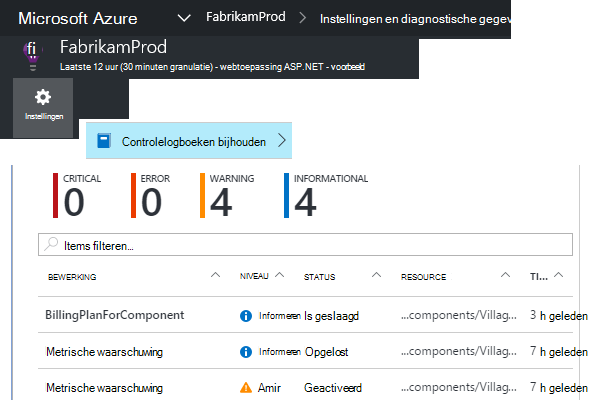 Microsoft Azure FabrikamProd Instellingen en diagnostische gegev
fi FabrikamProd
Laatste 12 uur (30 minuten granulatie) - webtoepassing ASP.NET - voorbeeld
Instellingen
Controlelogboeken bijhouden
CRITICAL ERROR WARNING INFORMATIONAL
0 0 4 4
Items filteren...
BEWERKING NIVEAU STATUS RESOURCE TI...
BillingPlanForComponent Informeren Is geslaagd ...components/Villag... 3 h geleden
Metrische waarschuwing Informeren Opgelost ...components/Villag... 7 h geleden
Metrische waarschuwing Amir Geactiveerd ...components/Villag... 7 h geleden